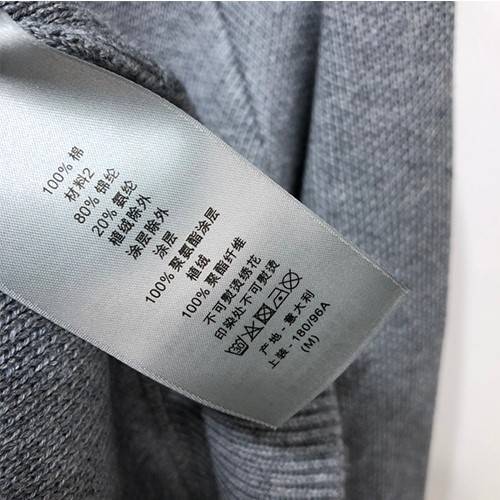 100% 棉
材料2
80% 锦纶
20% 氨纶
植绒除外
涂层除外
涂层
100% 聚氨酯涂层
植绒
100% 聚酯纤维
不可熨烫绣花
印染处不可熨烫
30
产地 - 意大利
上装 - 180/96A
(M)